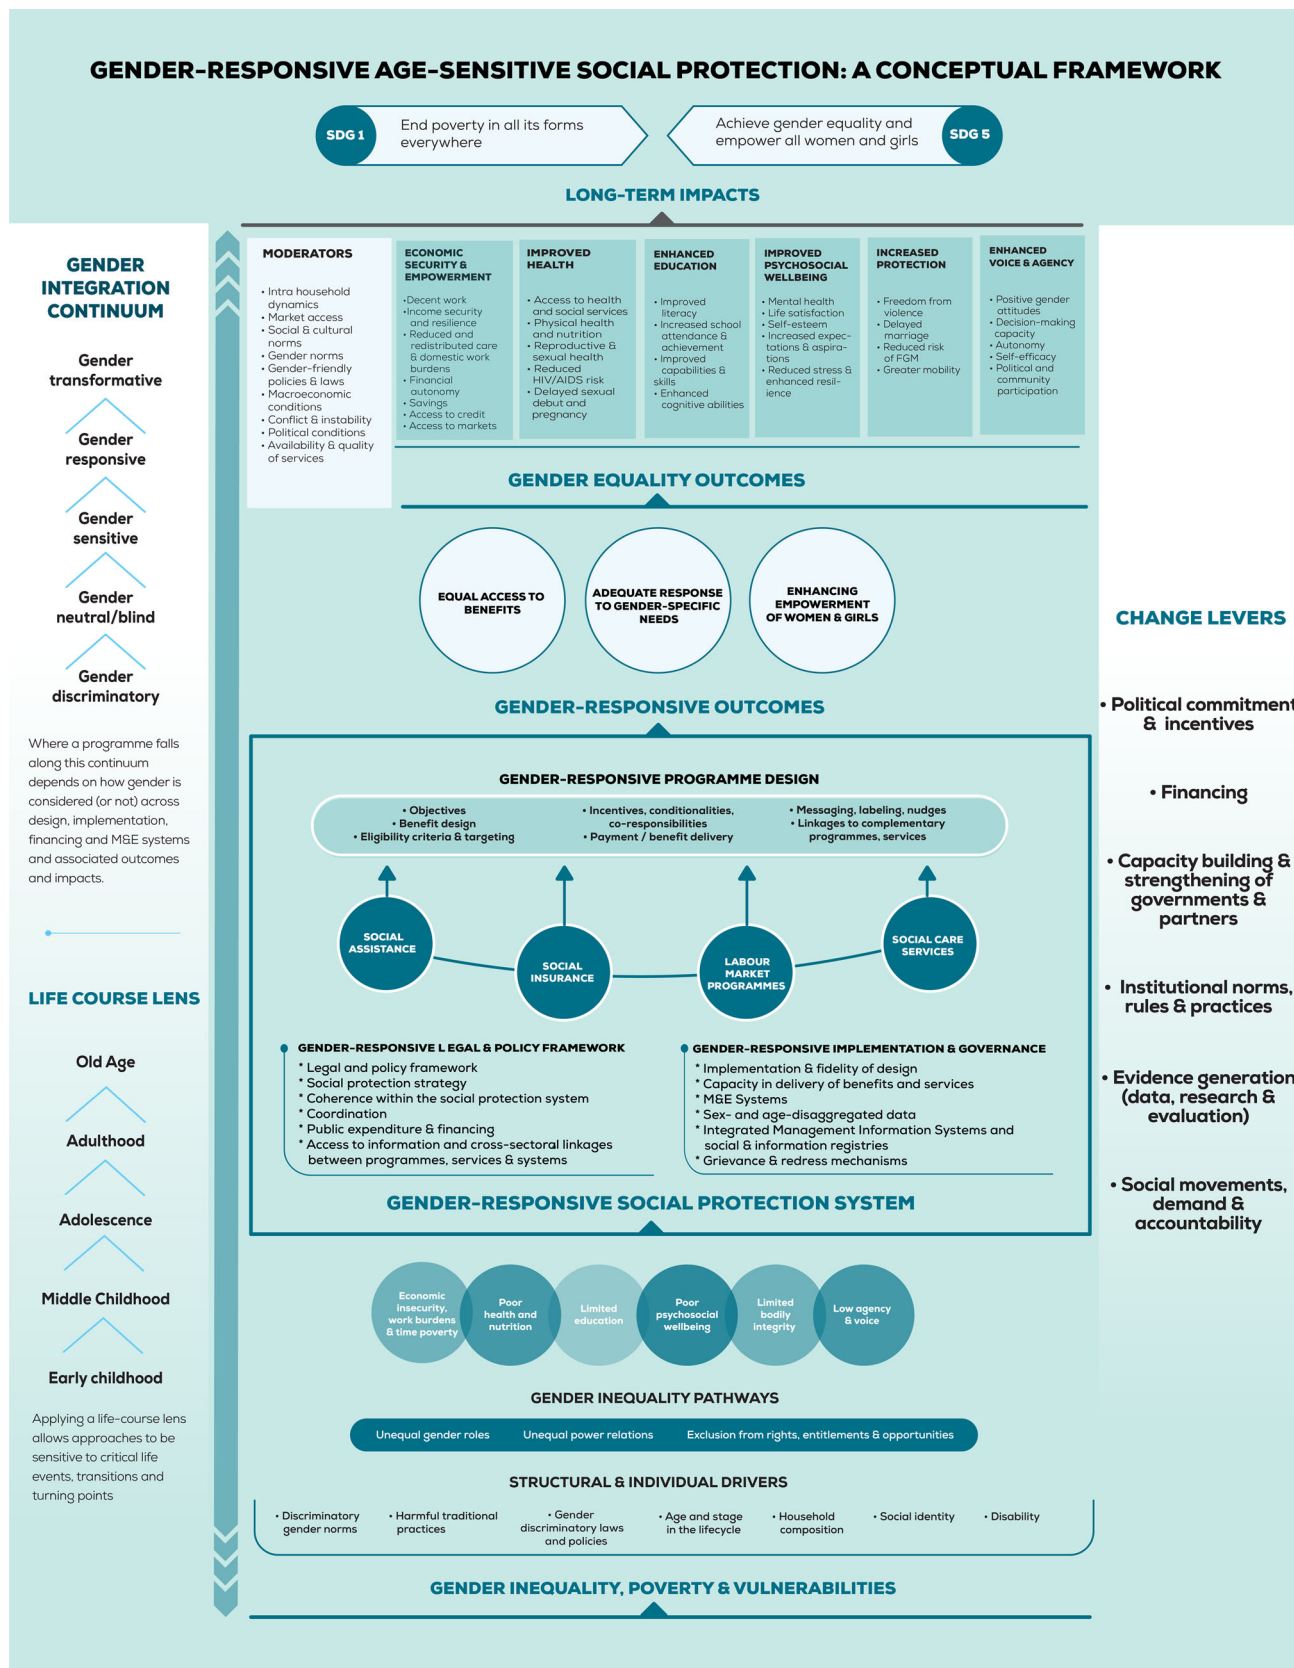 GENDER-RESPONSIVE AGE-SENSITIVE SOCIAL PROTECTION: A CONCEPTUAL FRAMEWORK
SDG 1
End poverty in all its forms
everywhere
Achieve gender equality and
empower all women and girls
SDG 5
LONG-TERM IMPACTS
GENDER
INTEGRATION
CONTINUUM
Gender
transformative
Gender
responsive
Gender
sensitive
Gender
neutral/blind
Gender
discriminatory
Where a programme falls
along this continuum
depends on how gender is
considered (or not) across
design, implementation,
financing and M&E systems
and associated outcomes
and impacts.
LIFE COURSE LENS
Old Age
Adulthood
Adolescence
Middle Childhood
Early childhood
Applying a life-course lens
allows approaches to be
sensitive to critical life
events, transitions and
turning points
MODERATORS
• Intra household
dynamics
• Market access
• Social & cultural
norms
• Gender norms
• Gender-friendly
policies & laws
• Macroeconomic
conditions
• Conflict & instability
• Political conditions
• Availability & quality
of services
ECONOMIC
SECURITY &
EMPOWERMENT
•Decent work
•Income security
and resilience
• Reduced and
redistributed care
& domestic work
burdens
• Financial
autonomy
• Savings
• Access to credit
• Access to markets
IMPROVED
HEALTH
• Access to health
and social services
• Physical health
and nutrition
• Reproductive &
sexual health
• Reduced
HIV/AIDS risk
• Delayed sexual
debut and
pregnancy
ENHANCED
EDUCATION
• Improved
literacy
• Increased school
attendance &
achievement
• Improved
capabilities &
skills
• Enhanced
cognitive abilities
IMPROVED
PSYCHOSOCIAL
WELLBEING
• Mental health
• Life satisfaction
• Self-esteem
• Increased expec-
tations & aspira-
tions
• Reduced stress &
enhanced resil-
ience
INCREASED
PROTECTION
• Freedom from
violence
• Delayed
marriage
• Reduced risk
of FGM
• Greater mobility
ENHANCED
VOICE & AGENCY
• Positive gender
attitudes
• Decision-making
capacity
• Autonomy
• Self-efficacy
• Political and
community
participation
GENDER EQUALITY OUTCOMES
EQUAL ACCESS TO
BENEFITS
ADEQUATE RESPONSE
TO GENDER-SPECIFIC
NEEDS
ENHANCING
EMPOWERMENT
OF WOMEN & GIRLS
GENDER-RESPONSIVE OUTCOMES
GENDER-RESPONSIVE PROGRAMME DESIGN
• Objectives
• Benefit design
• Eligibility criteria & targeting
• Incentives, conditionalities,
co-responsibilities
• Payment / benefit delivery
• Messaging, labeling, nudges
• Linkages to complementary
programmes, services
SOCIAL
ASSISTANCE
SOCIAL
INSURANCE
LABOUR
MARKET
PROGRAMMES
SOCIAL CARE
SERVICES
GENDER-RESPONSIVE L EGAL & POLICY FRAMEWORK
* Legal and policy framework
* Social protection strategy
* Coherence within the social protection system
* Coordination
* Public expenditure & financing
* Access to information and cross-sectoral linkages
between programmes, services & systems
GENDER-RESPONSIVE IMPLEMENTATION & GOVERNANCE
* Implementation & fidelity of design
* Capacity in delivery of benefits and services
* M&E Systems
* Sex- and age-disaggregated data
* Integrated Management Information Systems and
social & information registries
* Grievance & redress mechanisms
GENDER-RESPONSIVE SOCIAL PROTECTION SYSTEM
Economic
insecurity,
work burdens
& time poverty
Poor
health and
nutrition
Limited
education
Poor
psychosocial
wellbeing
Limited
bodily
integrity
Low agency
& voice
GENDER INEQUALITY PATHWAYS
Unequal gender roles
Unequal power relations
Exclusion from rights, entitlements & opportunities
STRUCTURAL & INDIVIDUAL DRIVERS
• Discriminatory
gender norms
• Harmful traditional
practices
• Gender
discriminatory laws
and policies
• Age and stage
in the lifecycle
• Household
composition
• Social identity
• Disability
GENDER INEQUALITY, POVERTY & VULNERABILITIES
CHANGE LEVERS
• Political commitment
& incentives
• Financing
• Capacity building &
strengthening of
governments &
partners
• Institutional norms,
rules & practices
• Evidence generation
(data, research &
evaluation)
• Social movements,
demand &
accountability